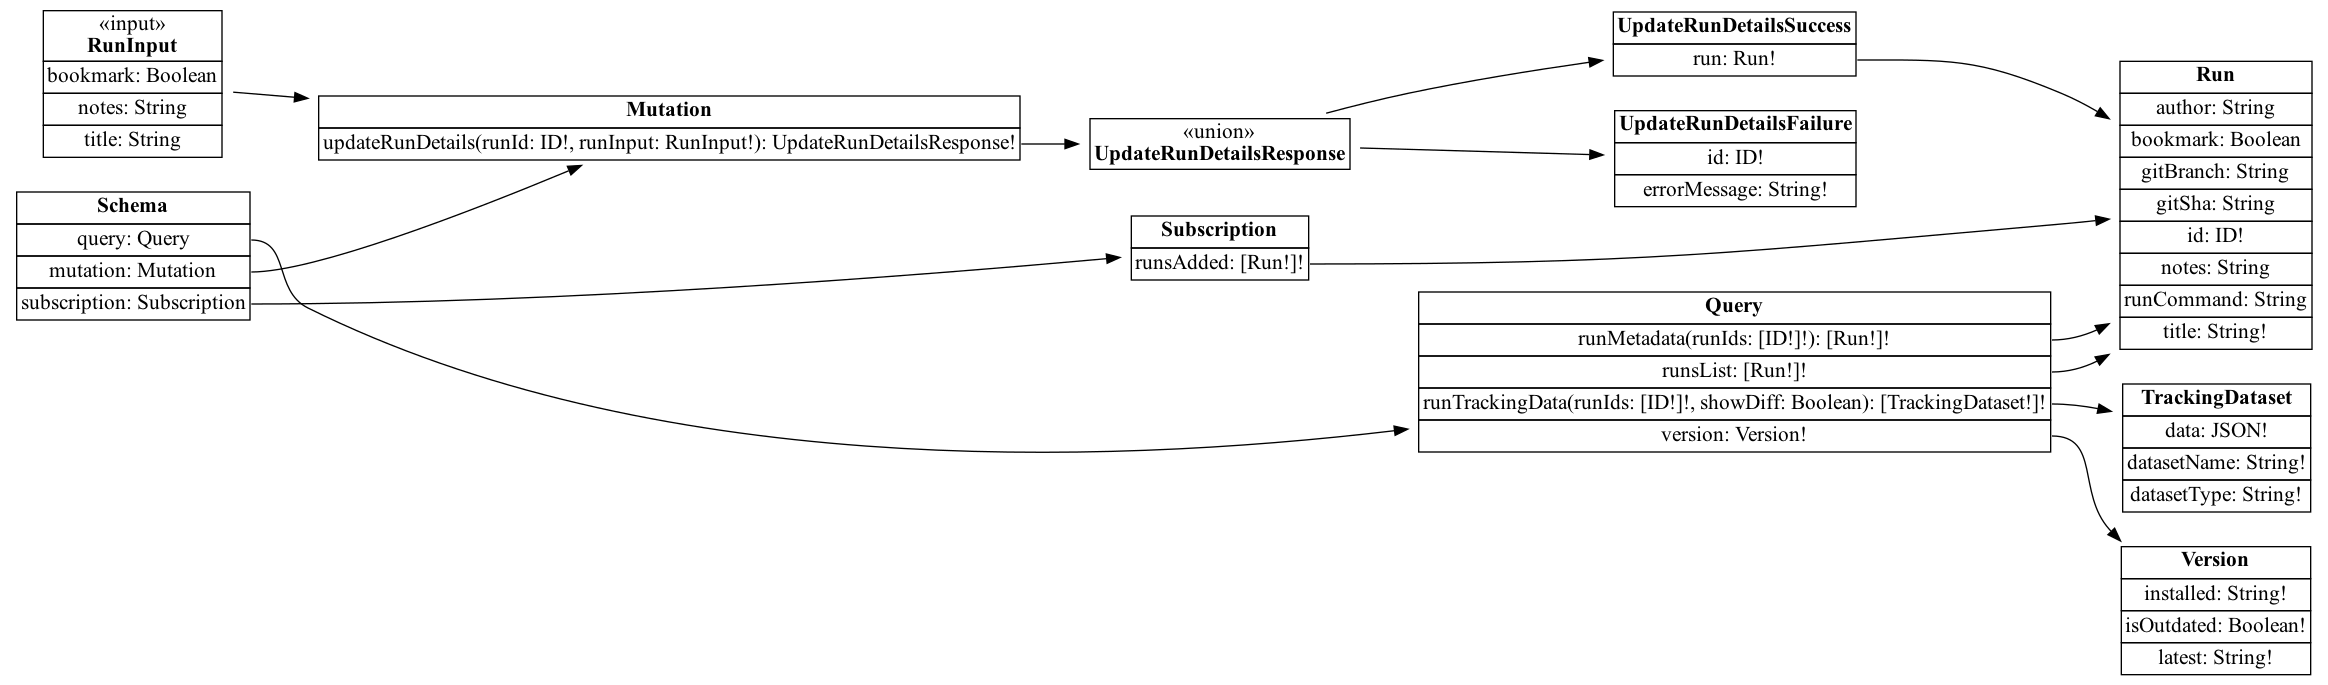 «input»
RunInput
bookmark: Boolean
notes: String
title: String
Schema
query: Query
mutation: Mutation
subscription: Subscription
Mutation
updateRunDetails(runId: ID!, runInput: RunInput!): UpdateRunDetailsResponse!
«union»
UpdateRunDetailsResponse
Subscription
runsAdded: [Run!]!
UpdateRunDetailsSuccess
run: Run!
UpdateRunDetailsFailure
id: ID!
errorMessage: String!
Query
runMetadata(runIds: [ID!]!): [Run!]!
runsList: [Run!]!
runTrackingData(runIds: [ID!]!, showDiff: Boolean): [TrackingDataset!]!
version: Version!
Run
author: String
bookmark: Boolean
gitBranch: String
gitSha: String
id: ID!
notes: String
runCommand: String
title: String!
TrackingDataset
data: JSON!
datasetName: String!
datasetType: String!
Version
installed: String!
isOutdated: Boolean!
latest: String!